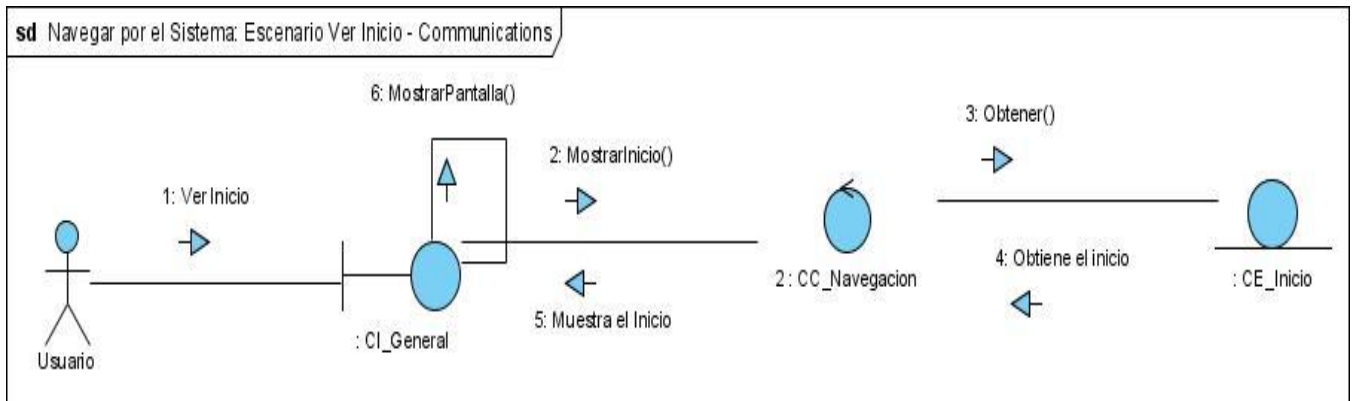 sd Navegar por el Sistema: Escenario Ver Inicio - Communications
6: MostrarPantalla()
3: Obtener()
2: MostrarInicio()
1: Ver Inicio
4: Obtiene el inicio
2 : CC_Navegacion
: CE_Inicio
5: Muestra el Inicio
: CI_General
Usuario